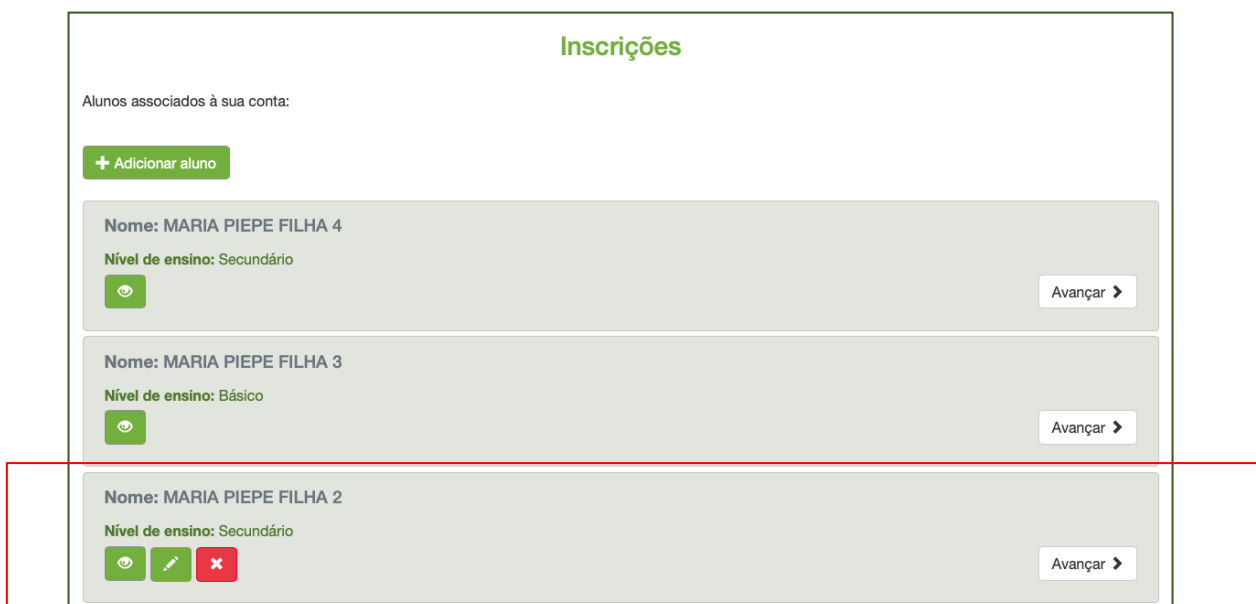 Inscrições
Alunos associados à sua conta:
Adicionar aluno
Nome: MARIA PIEPE FILHA 4
Nível de ensino: Secundário
Avançar
Nome: MARIA PIEPE FILHA 3
Nível de ensino: Básico
Avançar
Nome: MARIA PIEPE FILHA 2
Nível de ensino: Secundário
Avançar